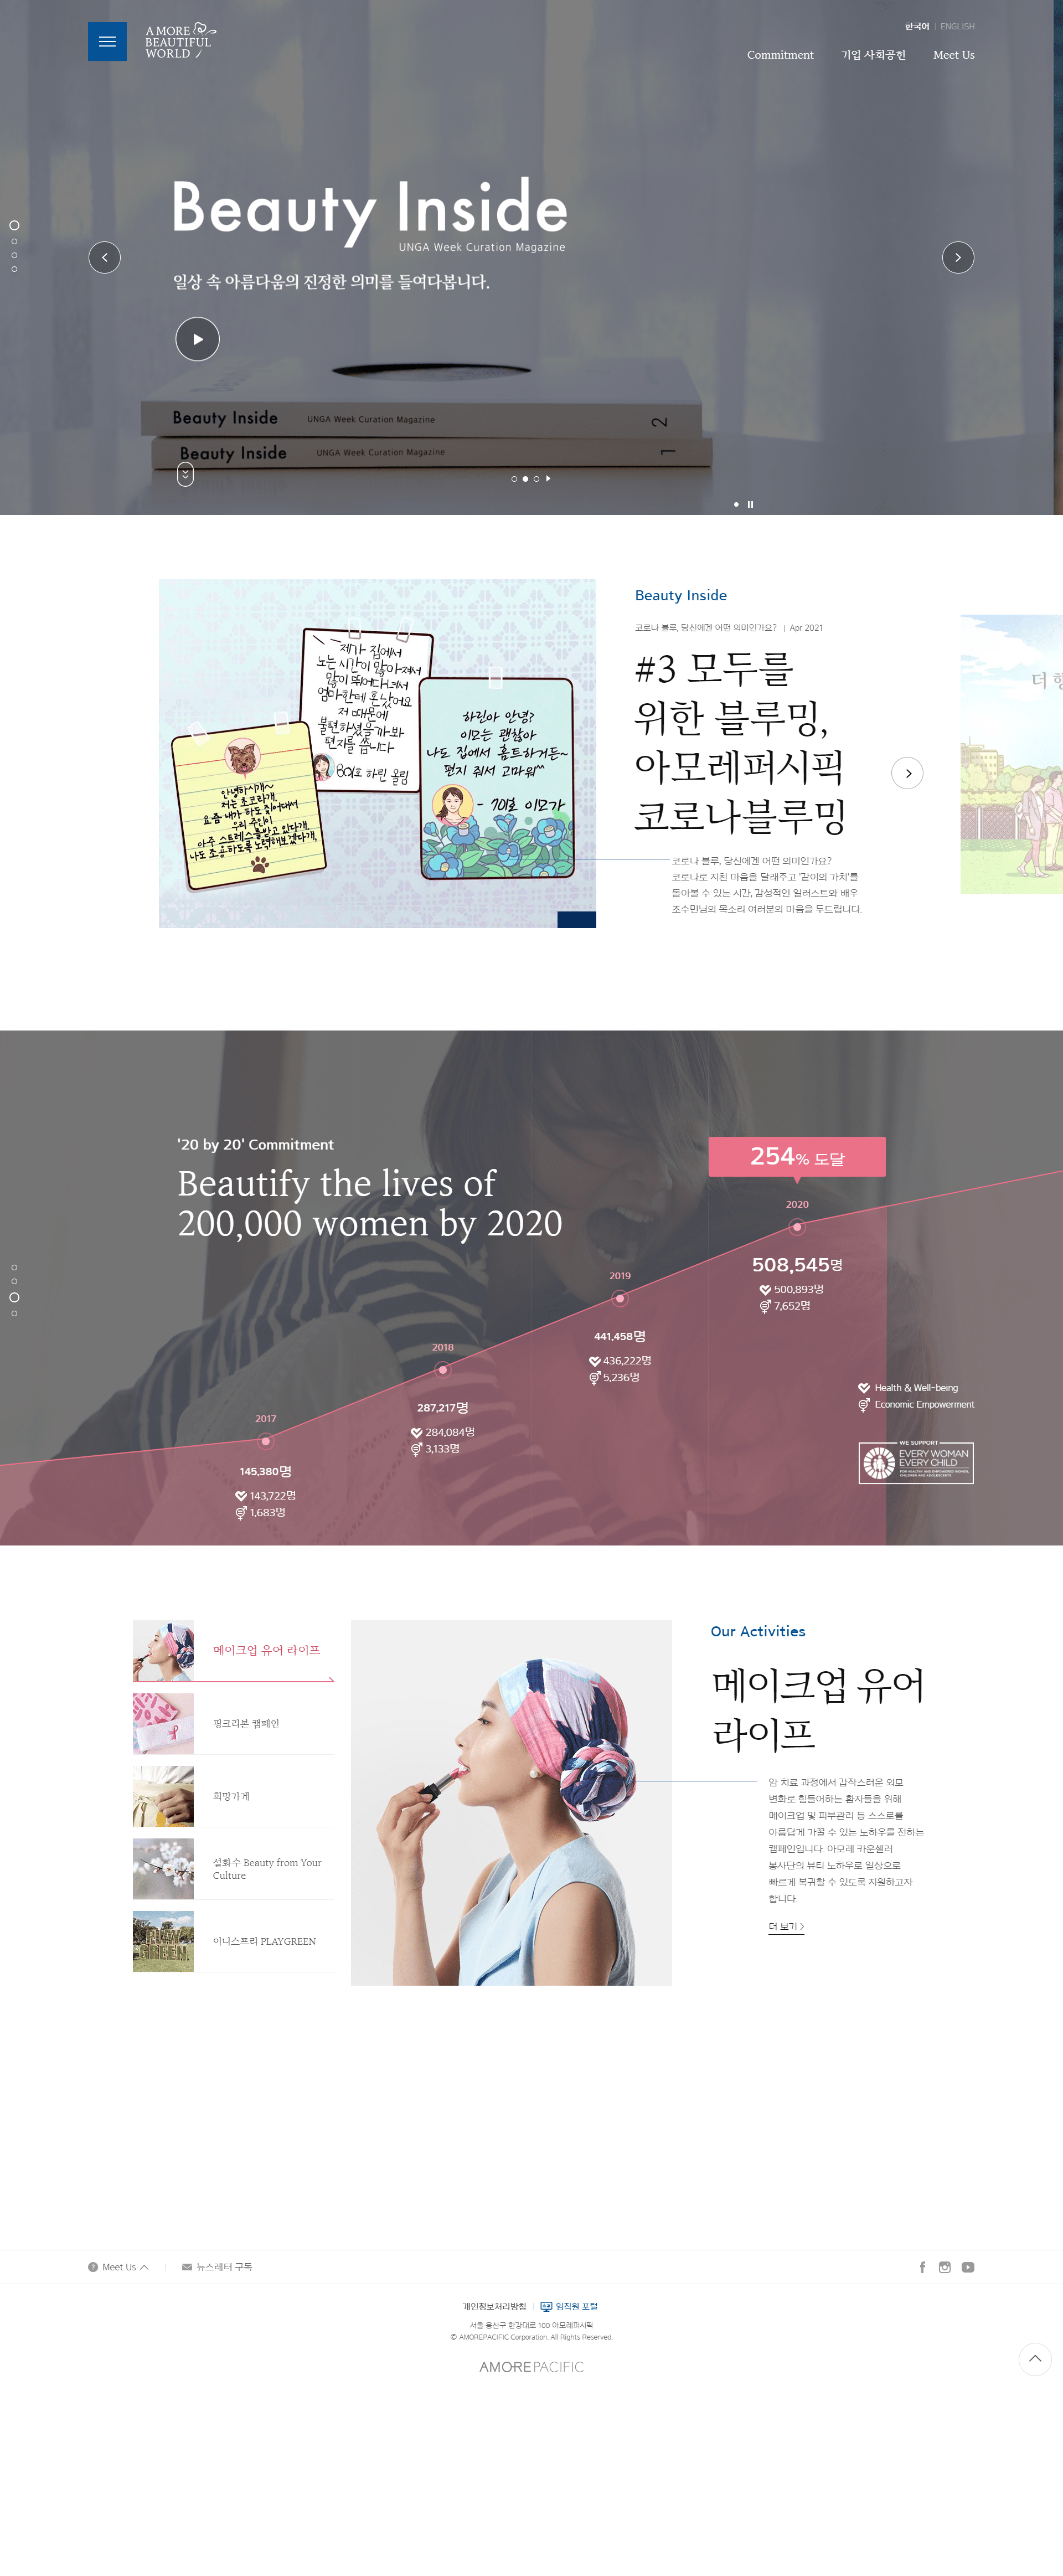 한국어 | ENGLISH
A MORE
BEAUTIFUL
WORLD
Commitment 기업 사회공헌 Meet Us
Beauty Inside
UNGA Week Curation Magazine
일상 속 아름다움의 진정한 의미를 들여다봅니다.
Beauty Inside UNGA Week Curation Magazine 2
Beauty Inside UNGA Week Curation Magazine 1
Beauty Inside
코로나 블루, 당신에겐 어떤 의미인가요? | Apr 2021
#3 모두를
위한 블루밍,
아모레퍼시픽
코로나블루밍
코로나 블루, 당신에겐 어떤 의미인가요?
코로나로 지친 마음을 달래주고 '같이의 가치'를
돌아볼 수 있는 시간, 감성적인 일러스트와 배우
조수민님의 목소리 여러분의 마음을 두드립니다.
제가 집에서
노는 시간이 많아져서
많이 뛰어다녀서
엄마한테 혼났어요
저 때문에
불편하셨을까봐
편지를 씁니다
801호 하린 올림
하린아 안녕?
이모는 괜찮아
나도 집에서 홈트하거든~
편지 줘서 고마워^^
- 701호 이모가
안녕하시개~
저는 초코라개.
요즘 내가 하도 짖어대서
우리 주인이
아주 스트레스를받고 있다개.
나도 조용하도록 노력해보겠다개.
더 행
'20 by 20' Commitment
Beautify the lives of
200,000 women by 2020
254% 도달
2020
508,545명
500,893명
7,652명
2019
441,458명
436,222명
5,236명
2018
287,217명
284,084명
3,133명
2017
145,380명
143,722명
1,683명
Health & Well-being
Economic Empowerment
WE SUPPORT
EVERY WOMAN
EVERY CHILD
FOR HEALTHY AND EMPOWERED WOMEN,
CHILDREN AND ADOLESCENTS
메이크업 유어 라이프
핑크리본 캠페인
희망가게
설화수 Beauty from Your
Culture
PLAY
GREEN
이니스프리 PLAYGREEN
Our Activities
메이크업 유어
라이프
암 치료 과정에서 갑작스러운 외모
변화로 힘들어하는 환자들을 위해
메이크업 및 피부관리 등 스스로를
아름답게 가꿀 수 있는 노하우를 전하는
캠페인입니다. 아모레 카운셀러
봉사단의 뷰티 노하우로 일상으로
빠르게 복귀할 수 있도록 지원하고자
합니다.
더 보기 >
Meet Us | 뉴스레터 구독
개인정보처리방침 | 임직원 포털
서울 용산구 한강대로 100 아모레퍼시픽
© AMOREPACIFIC Corporation. All Rights Reserved.
AMOREPACIFIC